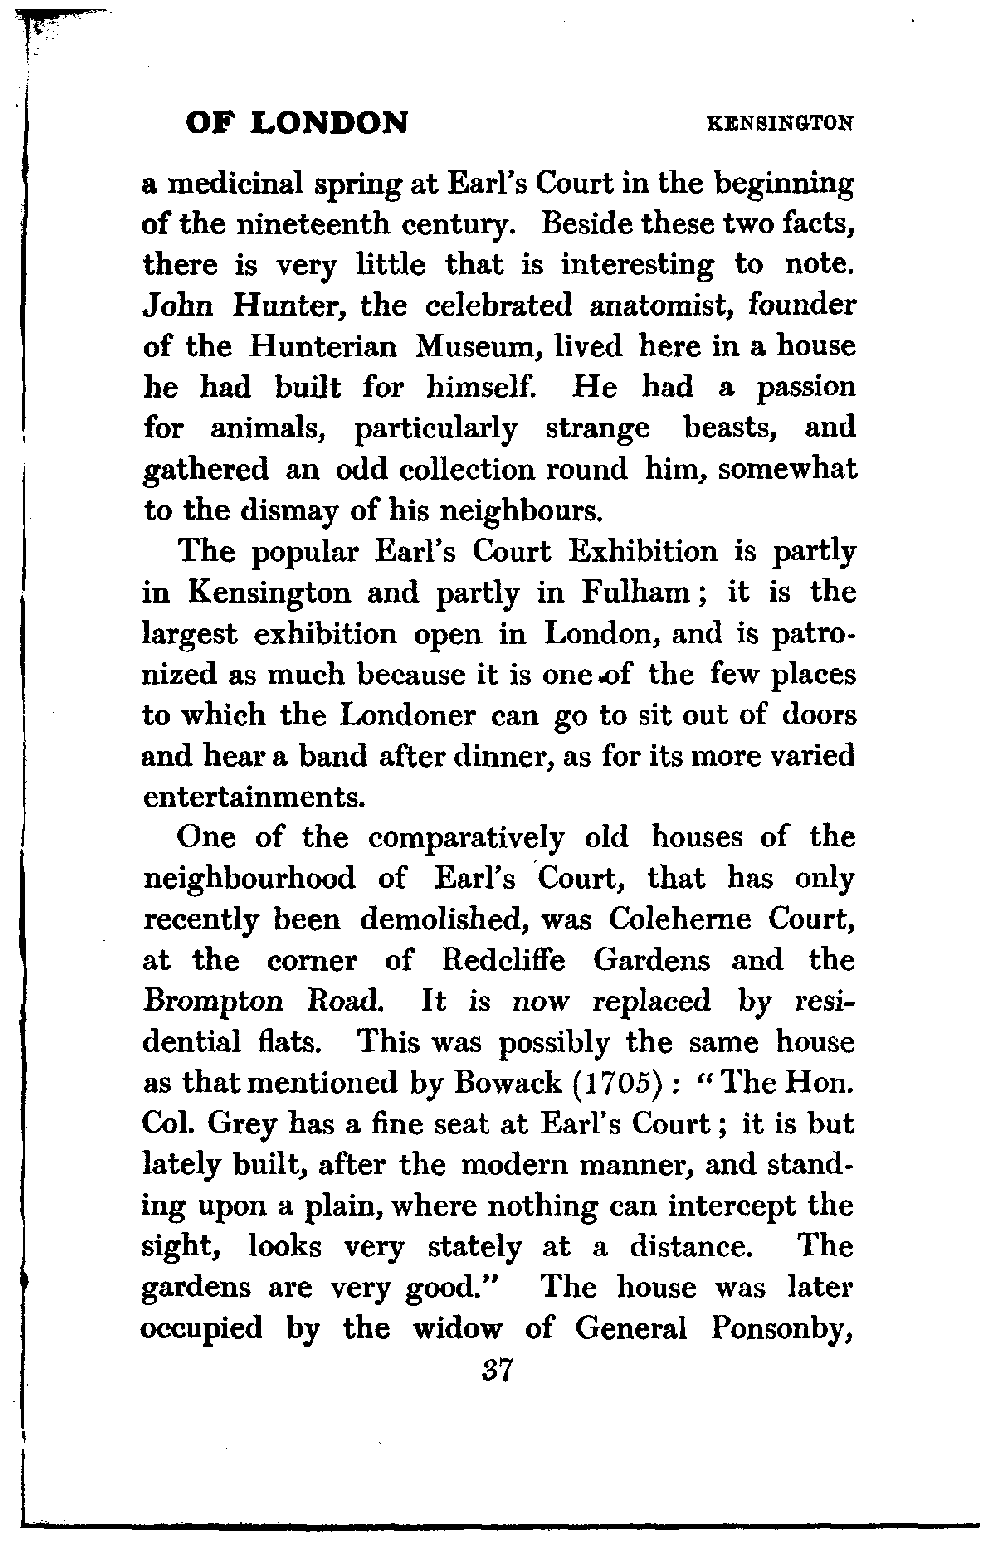 OF LONDON KENSINGTON
a medicinal spring at Earl's Court in the beginning
of the nineteenth century. Beside these two facts,
there is very little that is interesting to note.
John Hunter, the celebrated anatomist, founder
of the Hunterian Museum, lived here in a house
he had built for himself. He had a passion
for animals, particularly strange beasts, and
gathered an odd collection round him, somewhat
to the dismay of his neighbours.
The popular Earl's Court Exhibition is partly
in Kensington and partly in Fulham; it is the
largest exhibition open in London, and is patro-
nized as much because it is one of the few places
to which the Londoner can go to sit out of doors
and hear a band after dinner, as for its more varied
entertainments.
One of the comparatively old houses of the
neighbourhood of Earl's Court, that has only
recently been demolished, was Coleherne Court,
at the corner of Redcliffe Gardens and the
Brompton Road. It is now replaced by resi-
dential flats. This was possibly the same house
as that mentioned by Bowack (1705): "The Hon.
Col. Grey has a fine seat at Earl's Court; it is but
lately built, after the modern manner, and stand-
ing upon a plain, where nothing can intercept the
sight, looks very stately at a distance. The
gardens are very good." The house was later
occupied by the widow of General Ponsonby,
37